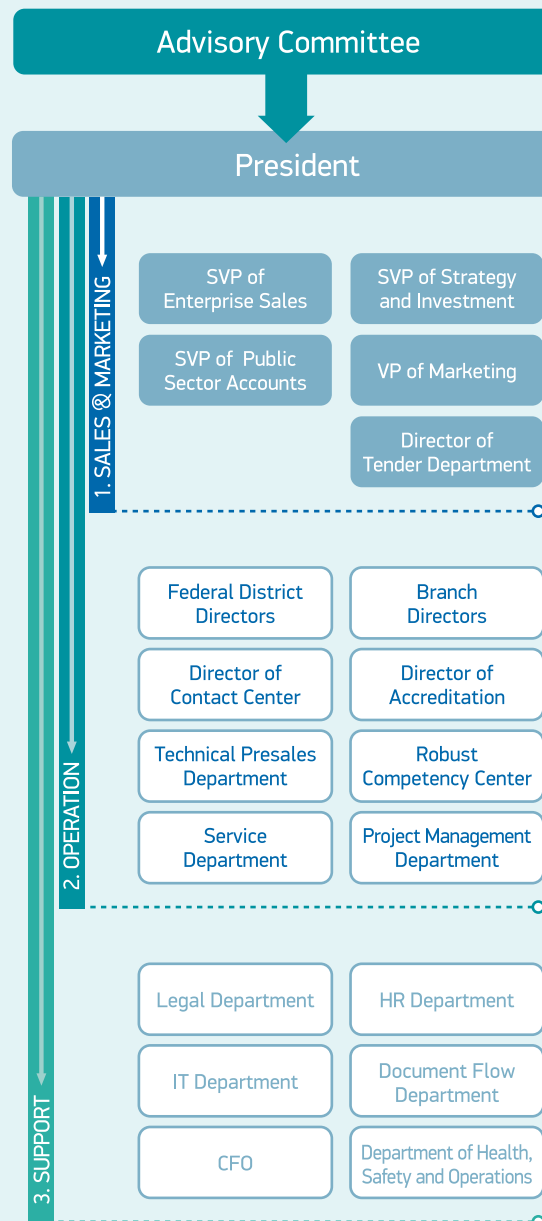 Advisory Committee
President
1. SALES & MARKETING
SVP of
Enterprise Sales
SVP of Strategy
and Investment
SVP of Public
Sector Accounts
VP of Marketing
Director of
Tender Department
2. OPERATION
Federal District
Directors
Branch
Directors
Director of
Contact Center
Director of
Accreditation
Technical Presales
Department
Robust
Competency Center
Service
Department
Project Management
Department
3. SUPPORT
Legal Department
HR Department
IT Department
Document Flow
Department
CFO
Department of Health,
Safety and Operations